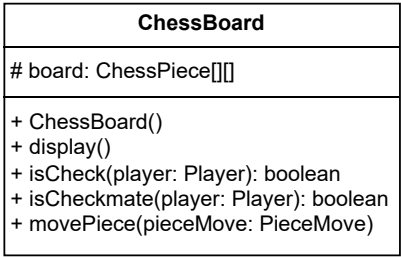 ChessBoard
# board: ChessPiece[][]
+ ChessBoard()
+ display()
+ isCheck(player: Player): boolean
+ isCheckmate(player: Player): boolean
+ movePiece(pieceMove: PieceMove)